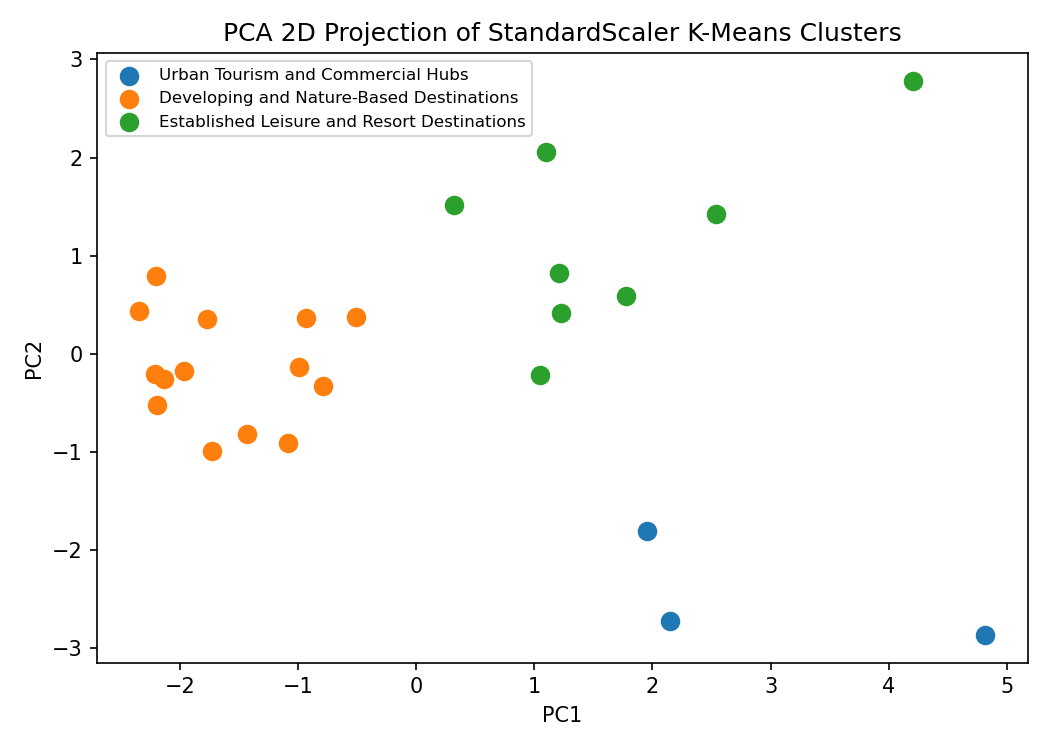 PCA 2D Projection of StandardScaler K-Means Clusters
Urban Tourism and Commercial Hubs
Developing and Nature-Based Destinations
Established Leisure and Resort Destinations
3
2
1
0
−1
−2
−3
PC2
−2 −1 0 1 2 3 4 5
PC1